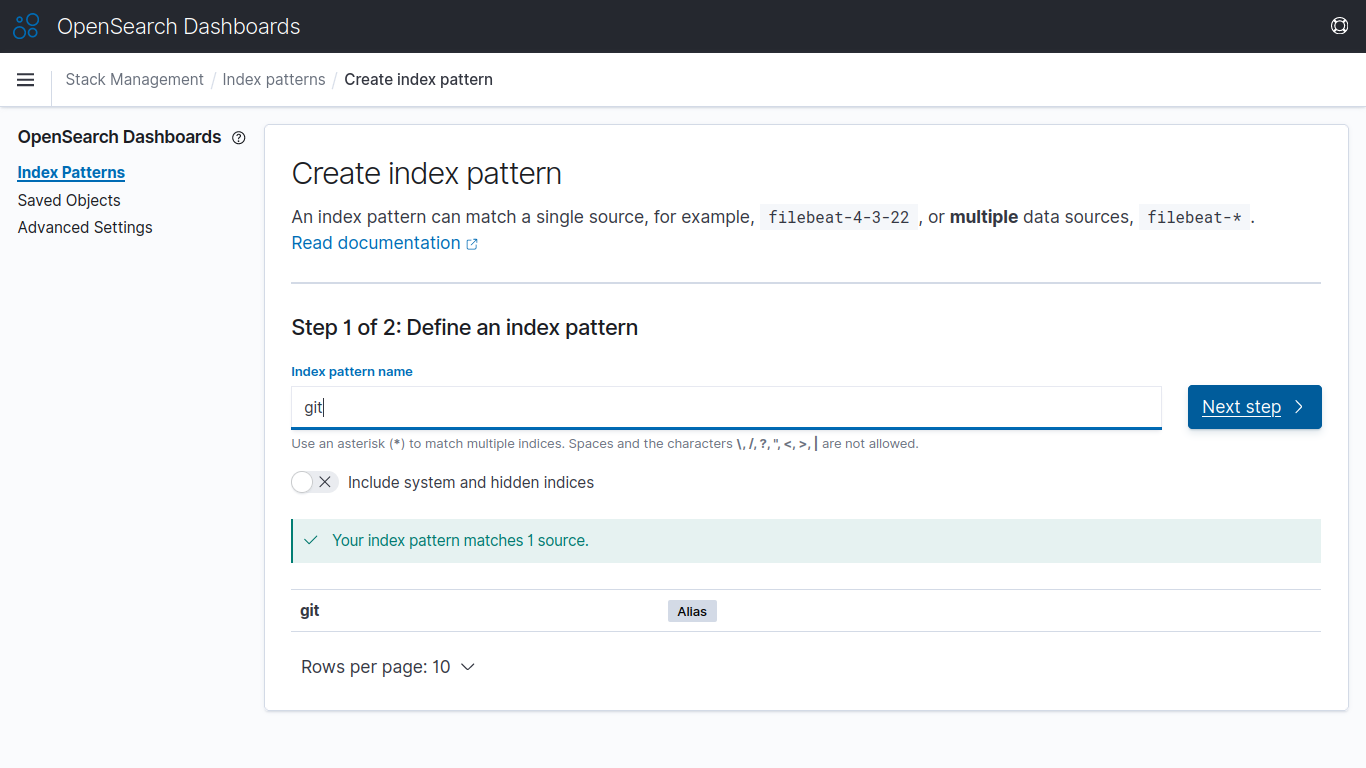 OpenSearch Dashboards
Stack Management / Index patterns / Create index pattern
OpenSearch Dashboards
Index Patterns
Saved Objects
Advanced Settings
Create index pattern
An index pattern can match a single source, for example, filebeat-4-3-22 , or multiple data sources, filebeat-* .
Read documentation
Step 1 of 2: Define an index pattern
Index pattern name
git
Next step
Use an asterisk (*) to match multiple indices. Spaces and the characters \, /, ?, ", <, >, | are not allowed.
Include system and hidden indices
Your index pattern matches 1 source.
git Alias
Rows per page: 10